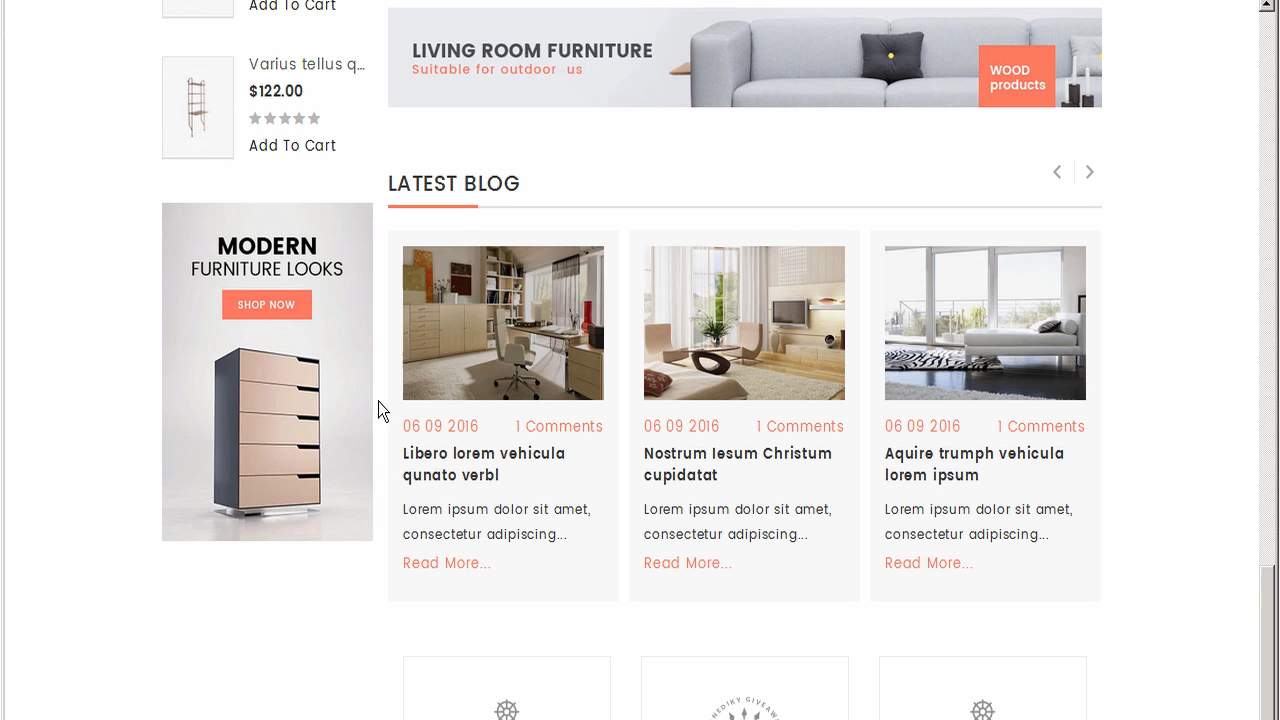 Add To Cart
Varius tellus q...
$122.00
Add To Cart
MODERN
FURNITURE LOOKS
SHOP NOW
LIVING ROOM FURNITURE
Suitable for outdoor us
WOOD
products
LATEST BLOG
06 09 2016 1 Comments
Libero lorem vehicula
qunato verbl
Lorem ipsum dolor sit amet,
consectetur adipiscing...
Read More...
06 09 2016 1 Comments
Nostrum Iesum Christum
cupidatat
Lorem ipsum dolor sit amet,
consectetur adipiscing...
Read More...
06 09 2016 1 Comments
Aquire trumph vehicula
lorem ipsum
Lorem ipsum dolor sit amet,
consectetur adipiscing...
Read More...